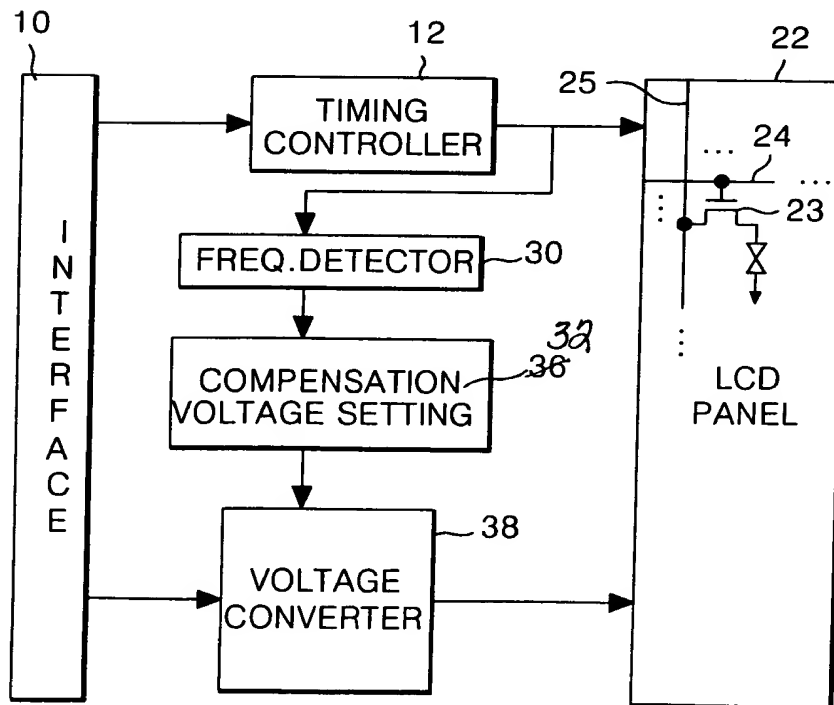 10
12
22
TIMING
CONTROLLER
25
24
23
...
...
...
...
INTERFACE
FREQ.DETECTOR
30
32
36
COMPENSATION
VOLTAGE SETTING
LCD
PANEL
38
VOLTAGE
CONVERTER